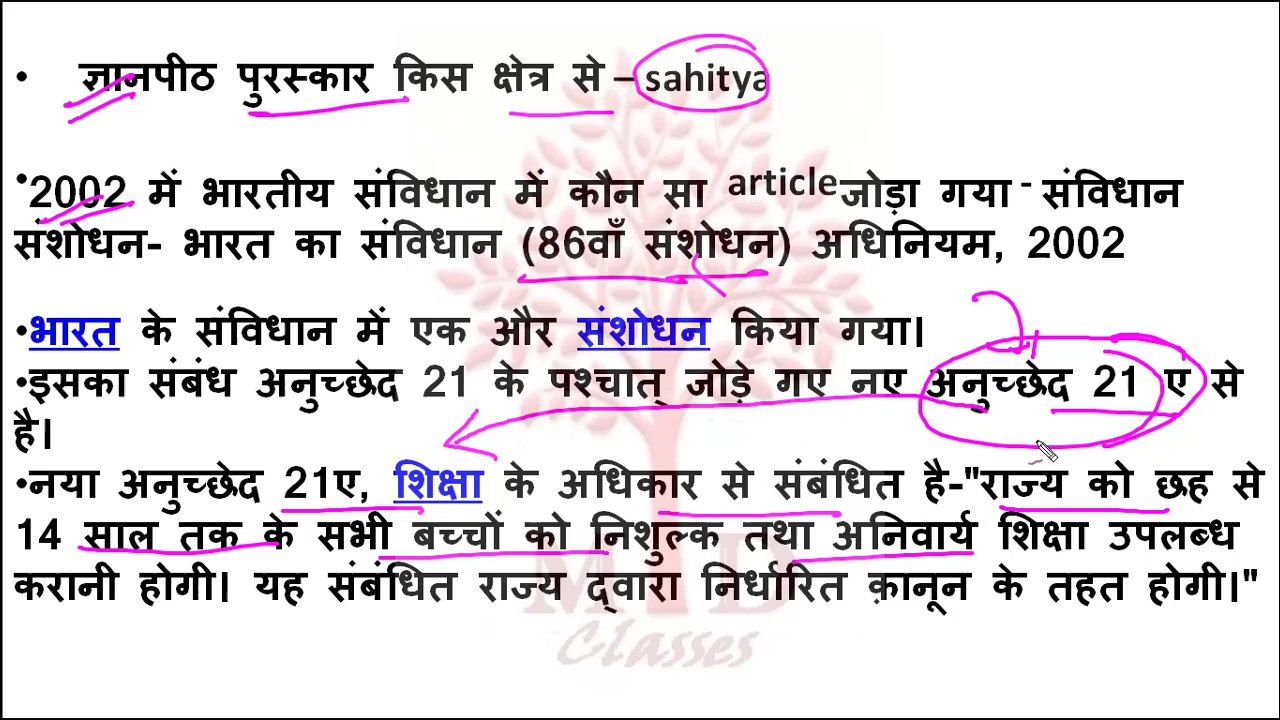 • ज्ञानपीठ पुरस्कार किस क्षेत्र से – sahitya
•2002 में भारतीय संविधान में कौन सा article जोड़ा गया - संविधान
संशोधन- भारत का संविधान (86वाँ संशोधन) अधिनियम, 2002
•भारत के संविधान में एक और संशोधन किया गया।
•इसका संबंध अनुच्छेद 21 के पश्चात् जोड़े गए नए अनुच्छेद 21 ए से
है।
•नया अनुच्छेद 21ए, शिक्षा के अधिकार से संबंधित है-"राज्य को छह से
14 साल तक के सभी बच्चों को निशुल्क तथा अनिवार्य शिक्षा उपलब्ध
करानी होगी। यह संबंधित राज्य द्वारा निर्धारित क़ानून के तहत होगी।"
Classes